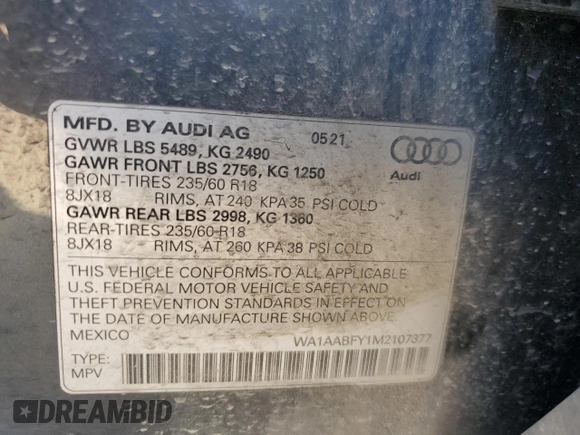 MFD. BY AUDI AG 05 21
GVWR LBS 5489, KG 2490
GAWR FRONT LBS 2756, KG 1250
FRONT-TIRES 235/60 R18
8JX18 RIMS, AT 240 KPA 35 PSI COLD
GAWR REAR LBS 2998, KG 1360
REAR-TIRES 235/60 R18
8JX18 RIMS, AT 260 KPA 38 PSI COLD
Audi
THIS VEHICLE CONFORMS TO ALL APPLICABLE
U.S. FEDERAL MOTOR VEHICLE SAFETY AND
THEFT PREVENTION STANDARDS IN EFFECT ON
THE DATE OF MANUFACTURE SHOWN ABOVE.
MEXICO
WA1AABFY1M2107377
TYPE:
MPV
DREAMBID